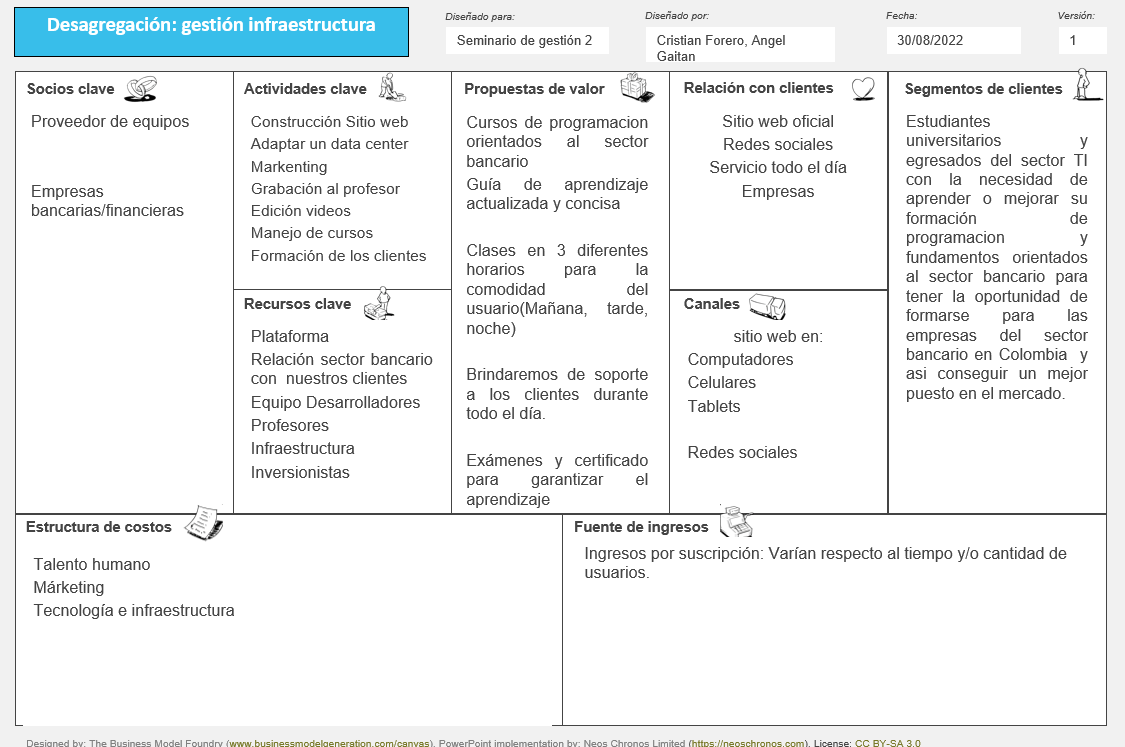 Desagregación: gestión infraestructura
Diseñado para:
Seminario de gestión 2
Diseñado por:
Cristian Forero, Angel
Gaitan
Fecha:
30/08/2022
Versión:
1
Socios clave
Proveedor de equipos
Empresas
bancarias/financieras
Actividades clave
Construcción Sitio web
Adaptar un data center
Markenting
Grabación al profesor
Edición videos
Manejo de cursos
Formación de los clientes
Recursos clave
Plataforma
Relación sector bancario
con nuestros clientes
Equipo Desarrolladores
Profesores
Infraestructura
Inversionistas
Propuestas de valor
Cursos de programacion
orientados al sector
bancario
Guía de aprendizaje
actualizada y concisa
Clases en 3 diferentes
horarios para la
comodidad del
usuario(Mañana, tarde,
noche)
Brindaremos de soporte
a los clientes durante
todo el día.
Exámenes y certificado
para garantizar el
aprendizaje
Relación con clientes
Sitio web oficial
Redes sociales
Servicio todo el día
Empresas
Canales
sitio web en:
Computadores
Celulares
Tablets
Redes sociales
Segmentos de clientes
Estudiantes
universitarios y
egresados del sector TI
con la necesidad de
aprender o mejorar su
formación de
programacion y
fundamentos orientados
al sector bancario para
tener la oportunidad de
formarse para las
empresas del sector
bancario en Colombia y
asi conseguir un mejor
puesto en el mercado.
Estructura de costos
Talento humano
Márketing
Tecnología e infraestructura
Fuente de ingresos
Ingresos por suscripción: Varían respecto al tiempo y/o cantidad de
usuarios.
Designed by: The Business Model Foundry (www.businessmodelgeneration.com/canvas). PowerPoint implementation by: Neos Chronos Limited (https://neoschronos.com). License: CC BY-SA 3.0